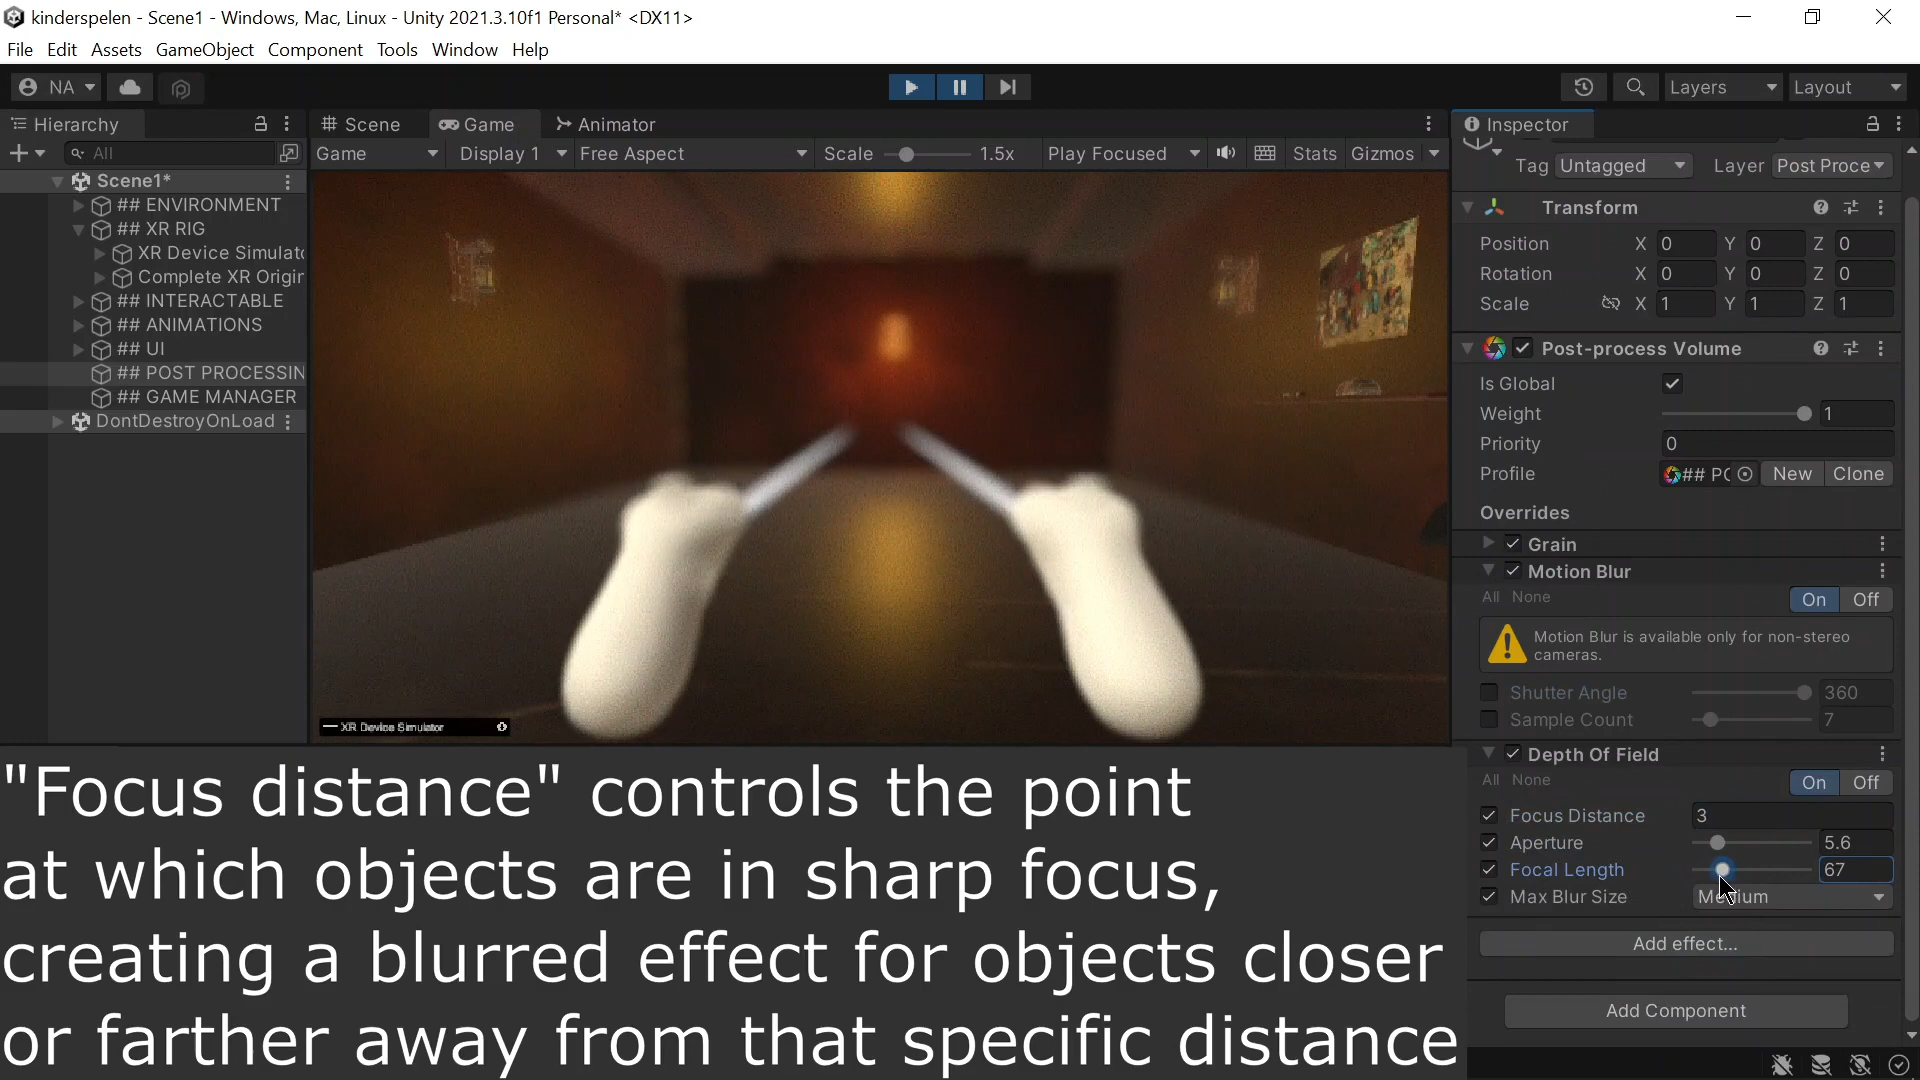 kinderspelen - Scene1 - Windows, Mac, Linux - Unity 2021.3.10f1 Personal* <DX11>
File Edit Assets GameObject Component Tools Window Help
NA
Layers Layout
Hierarchy
All
Scene1*
## ENVIRONMENT
## XR RIG
XR Device Simulato
Complete XR Origin
## INTERACTABLE
## ANIMATIONS
## UI
## POST PROCESSIN
## GAME MANAGER
DontDestroyOnLoad
Scene Game Animator
Game Display 1 Free Aspect Scale 1.5x Play Focused Stats Gizmos
XR Device Simulator
Inspector
Tag Untagged Layer Post Proce
Transform
Position X 0 Y 0 Z 0
Rotation X 0 Y 0 Z 0
Scale X 1 Y 1 Z 1
Post-process Volume
Is Global
Weight 1
Priority 0
Profile ## PO New Clone
Overrides
Grain
Motion Blur
All None On Off
Motion Blur is available only for non-stereo
cameras.
Shutter Angle 360
Sample Count 7
Depth Of Field
All None On Off
Focus Distance 3
Aperture 5.6
Focal Length 67
Max Blur Size Medium
Add effect...
Add Component
"Focus distance" controls the point
at which objects are in sharp focus,
creating a blurred effect for objects closer
or farther away from that specific distance